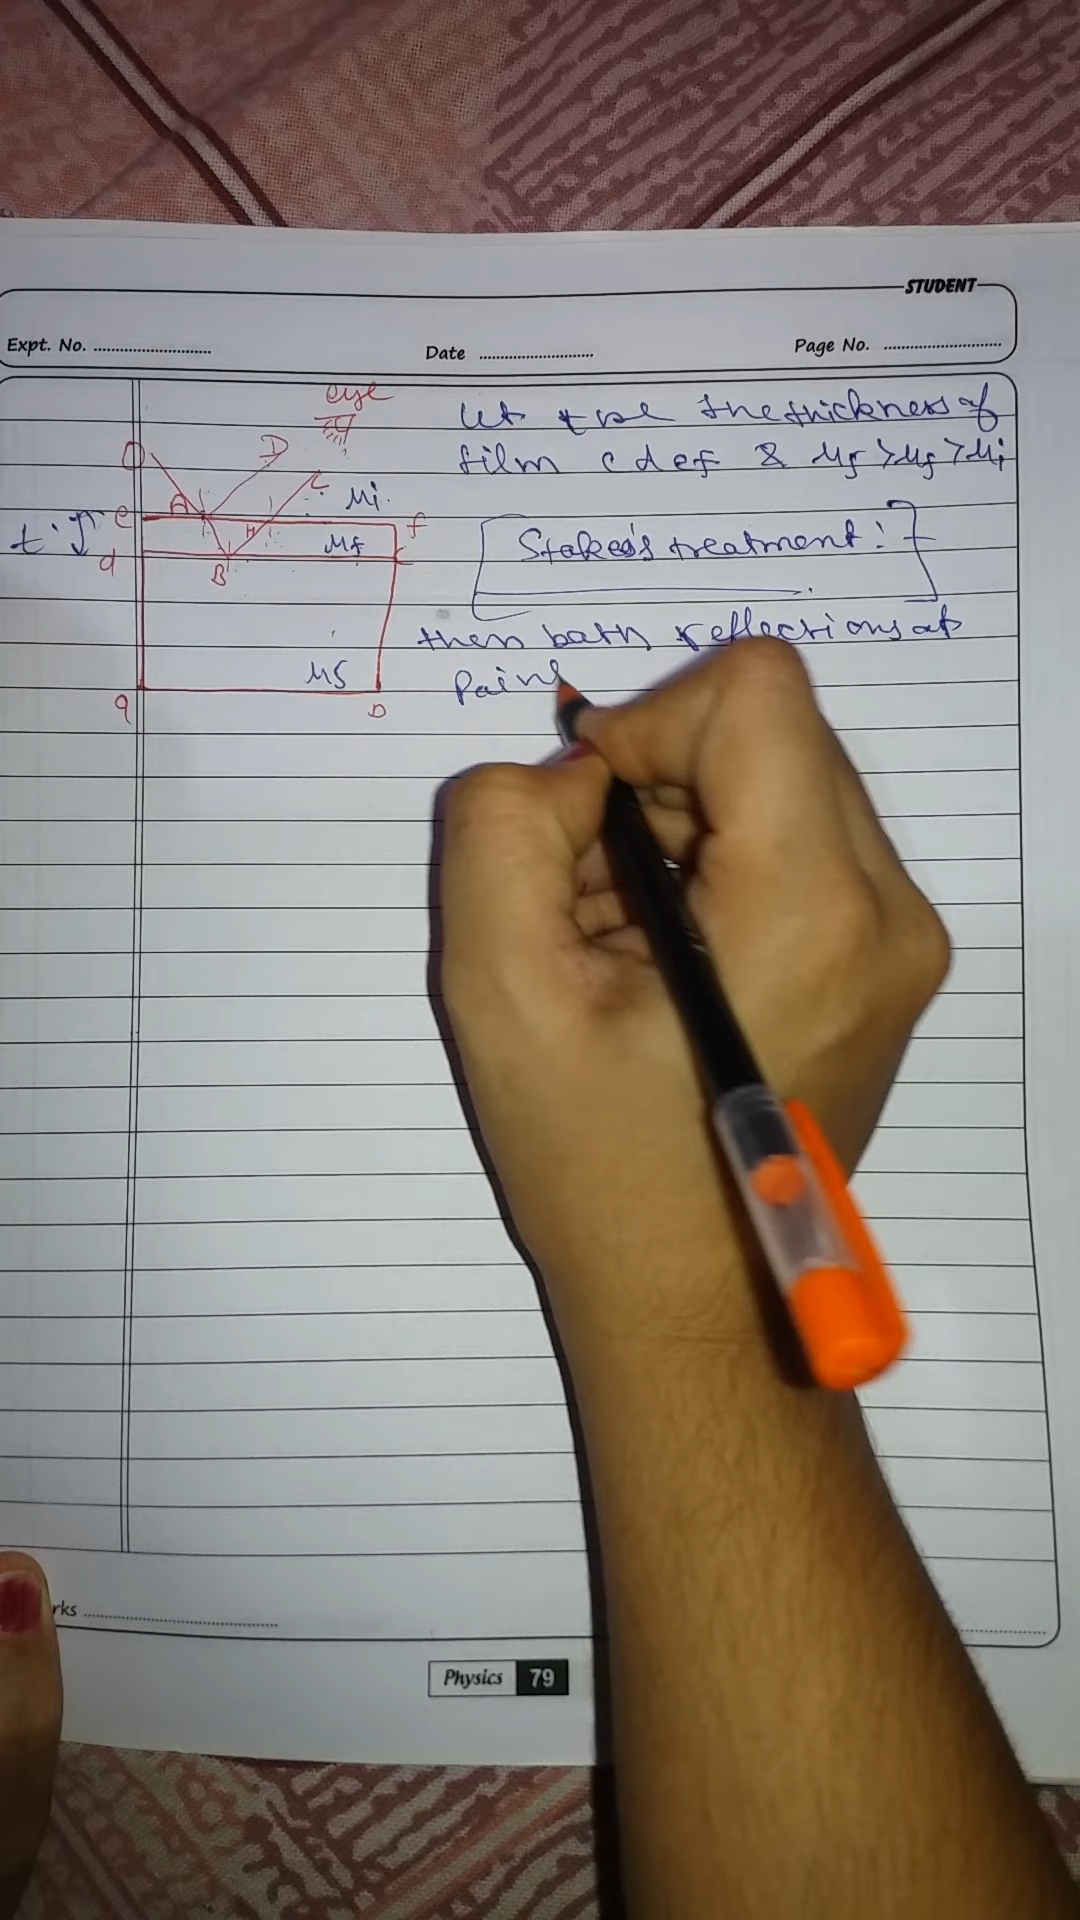 STUDENT
Expt. No. ............................
Date ............................
Page No. ............................
eye
D
C
A
H
μi
e
f
t
μf
d
B
μs
q
D
let t be the thickness of
film cdef & μs>μf>μi
Stokes's treatment:-
then both reflections at
Point
rks
Physics 79